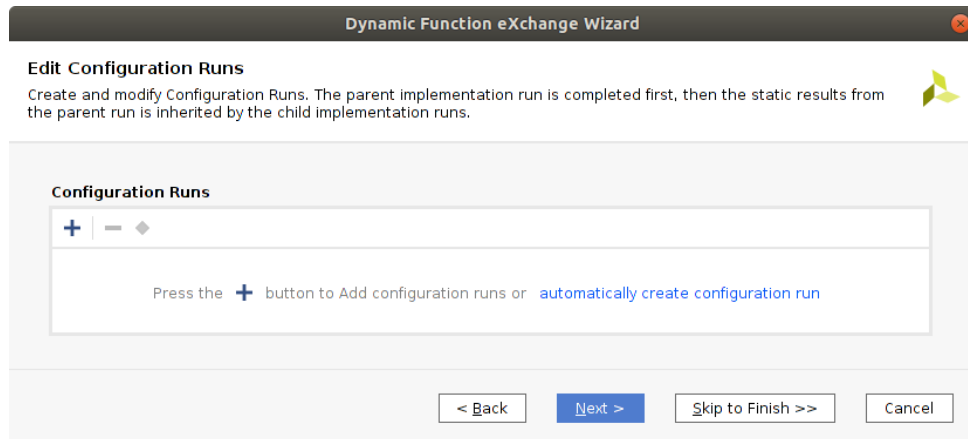 Dynamic Function eXchange Wizard
Edit Configuration Runs
Create and modify Configuration Runs. The parent implementation run is completed first, then the static results from
the parent run is inherited by the child implementation runs.
Configuration Runs
Press the + button to Add configuration runs or automatically create configuration run
< Back Next > Skip to Finish >> Cancel